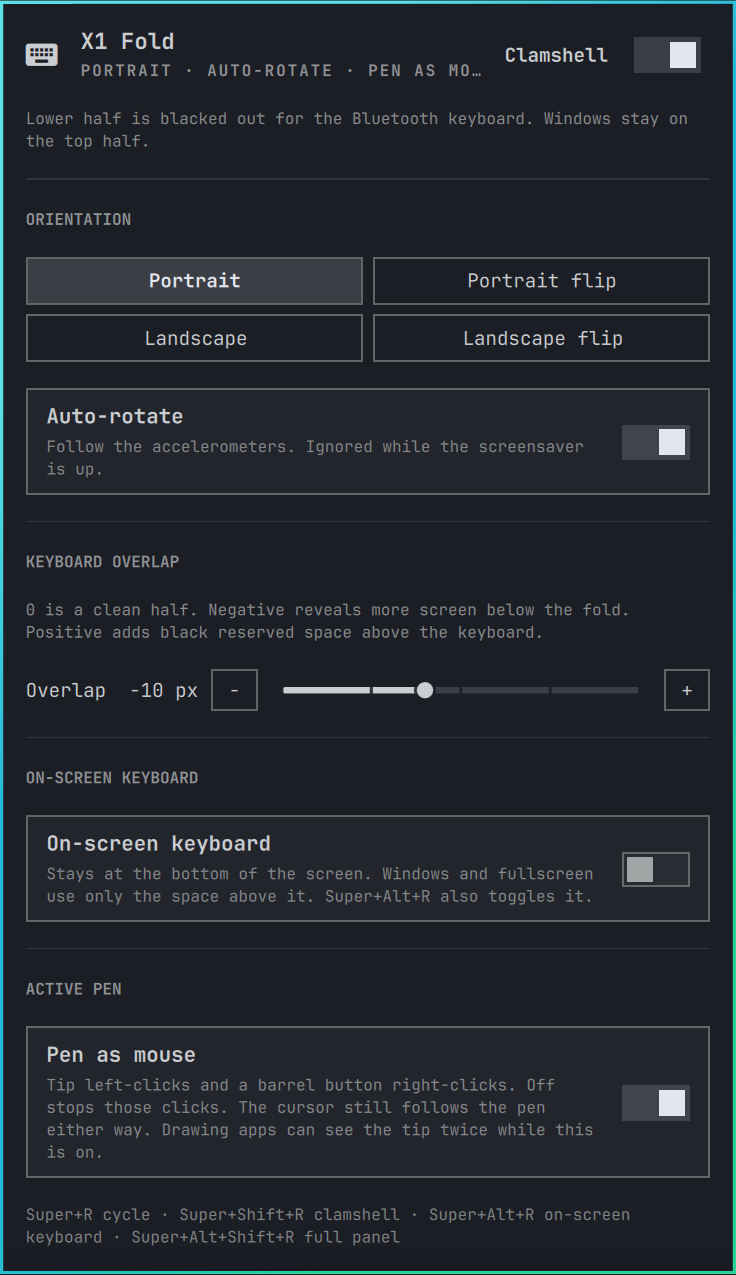 X1 Fold
PORTRAIT · AUTO-ROTATE · PEN AS MO…
Clamshell
Lower half is blacked out for the Bluetooth keyboard. Windows stay on
the top half.
ORIENTATION
Portrait
Portrait flip
Landscape
Landscape flip
Auto-rotate
Follow the accelerometers. Ignored while the screensaver
is up.
KEYBOARD OVERLAP
0 is a clean half. Negative reveals more screen below the fold.
Positive adds black reserved space above the keyboard.
Overlap -10 px - +
ON-SCREEN KEYBOARD
On-screen keyboard
Stays at the bottom of the screen. Windows and fullscreen
use only the space above it. Super+Alt+R also toggles it.
ACTIVE PEN
Pen as mouse
Tip left-clicks and a barrel button right-clicks. Off
stops those clicks. The cursor still follows the pen
either way. Drawing apps can see the tip twice while this
is on.
Super+R cycle · Super+Shift+R clamshell · Super+Alt+R on-screen
keyboard · Super+Alt+Shift+R full panel